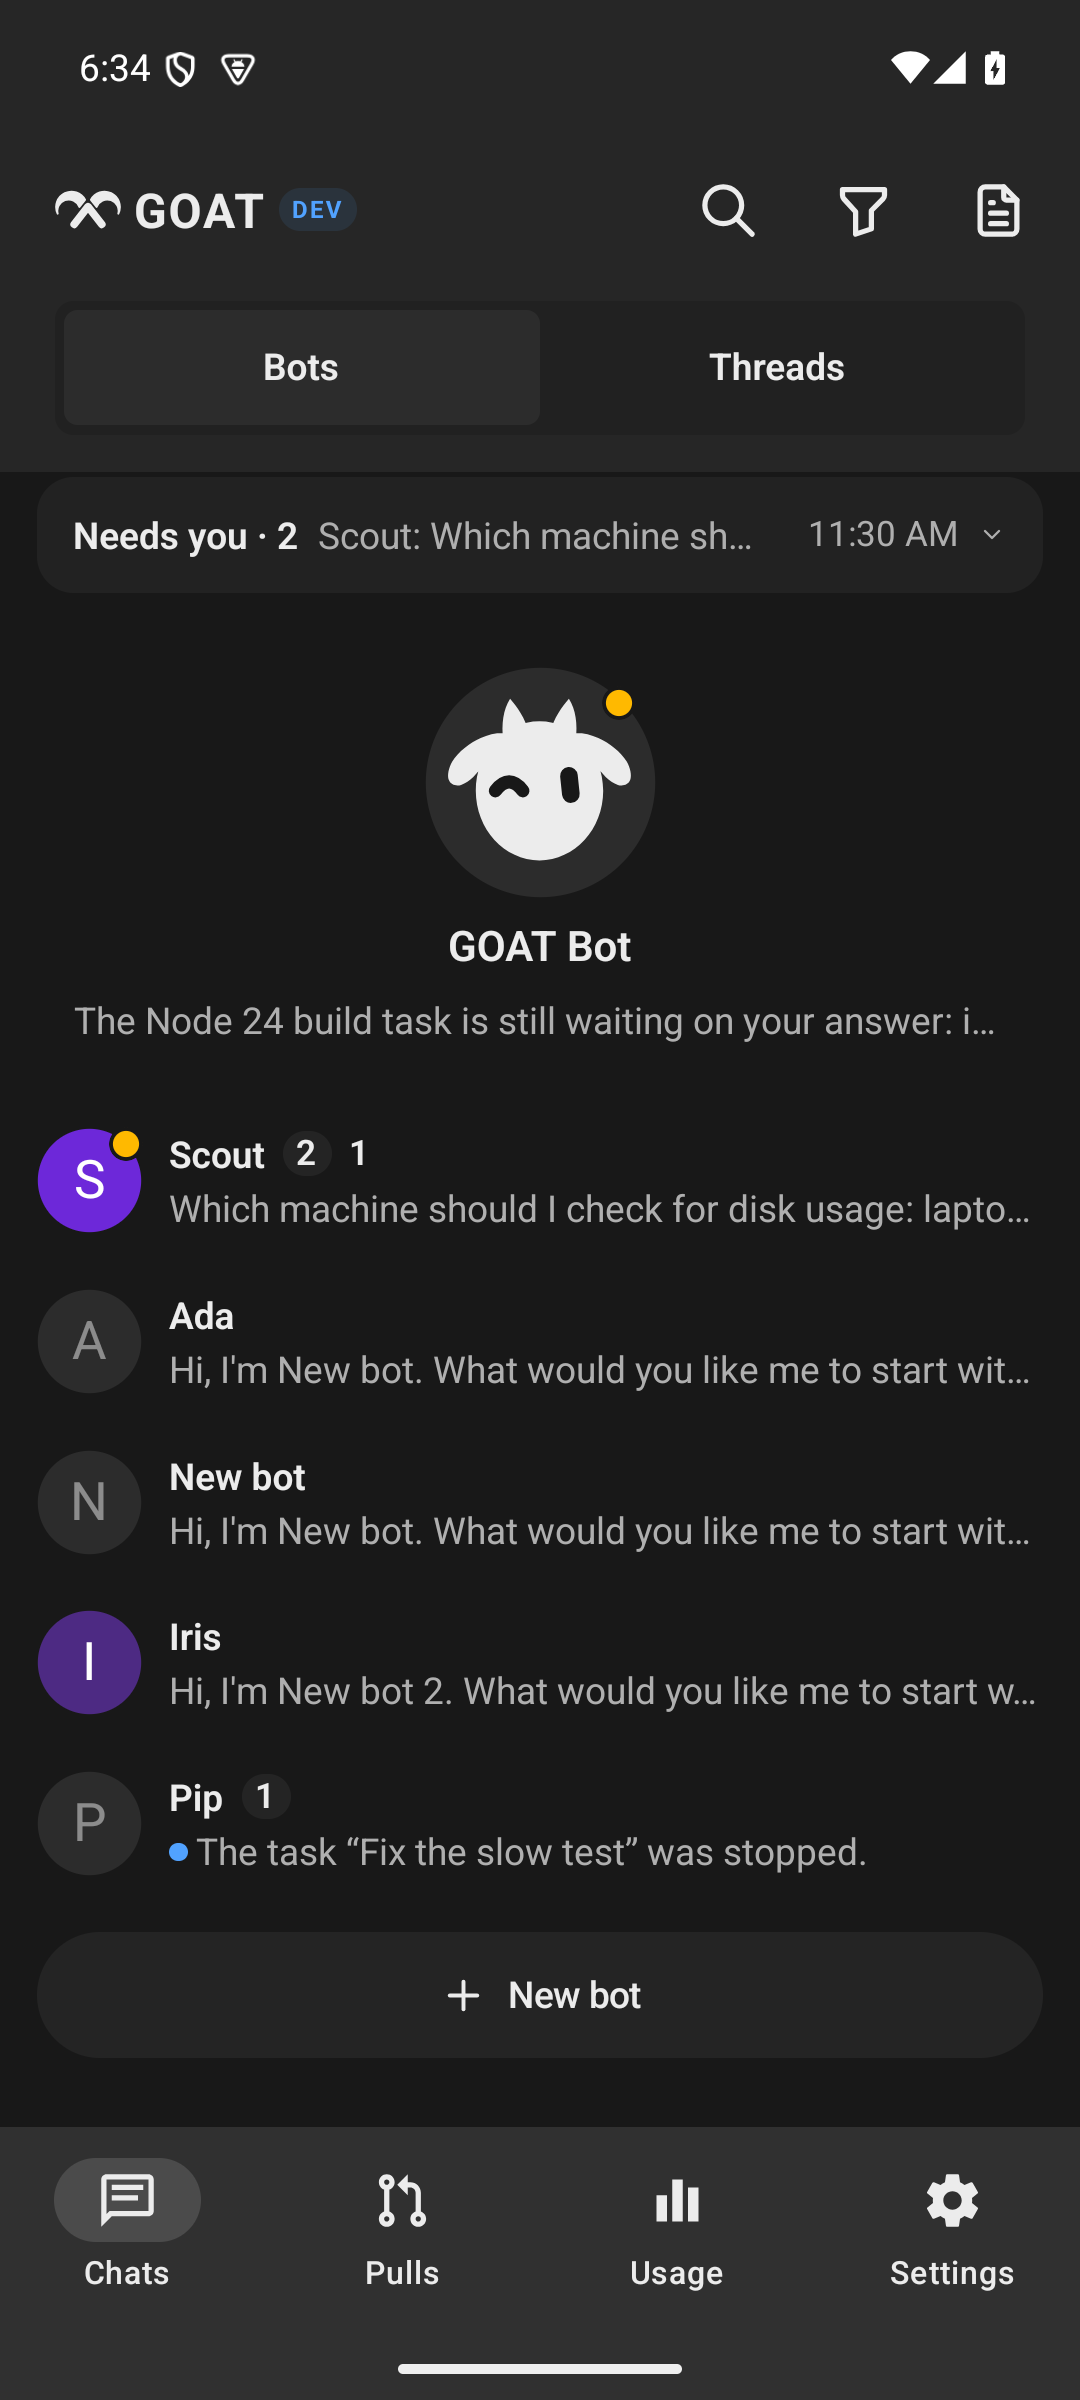 6:34
GOAT DEV
Bots Threads
Needs you · 2 Scout: Which machine sh... 11:30 AM
GOAT Bot
The Node 24 build task is still waiting on your answer: i...
S
Scout 2 1
Which machine should I check for disk usage: lapto...
A
Ada
Hi, I'm New bot. What would you like me to start wit...
N
New bot
Hi, I'm New bot. What would you like me to start wit...
I
Iris
Hi, I'm New bot 2. What would you like me to start w...
P
Pip 1
The task “Fix the slow test” was stopped.
+ New bot
Chats Pulls Usage Settings